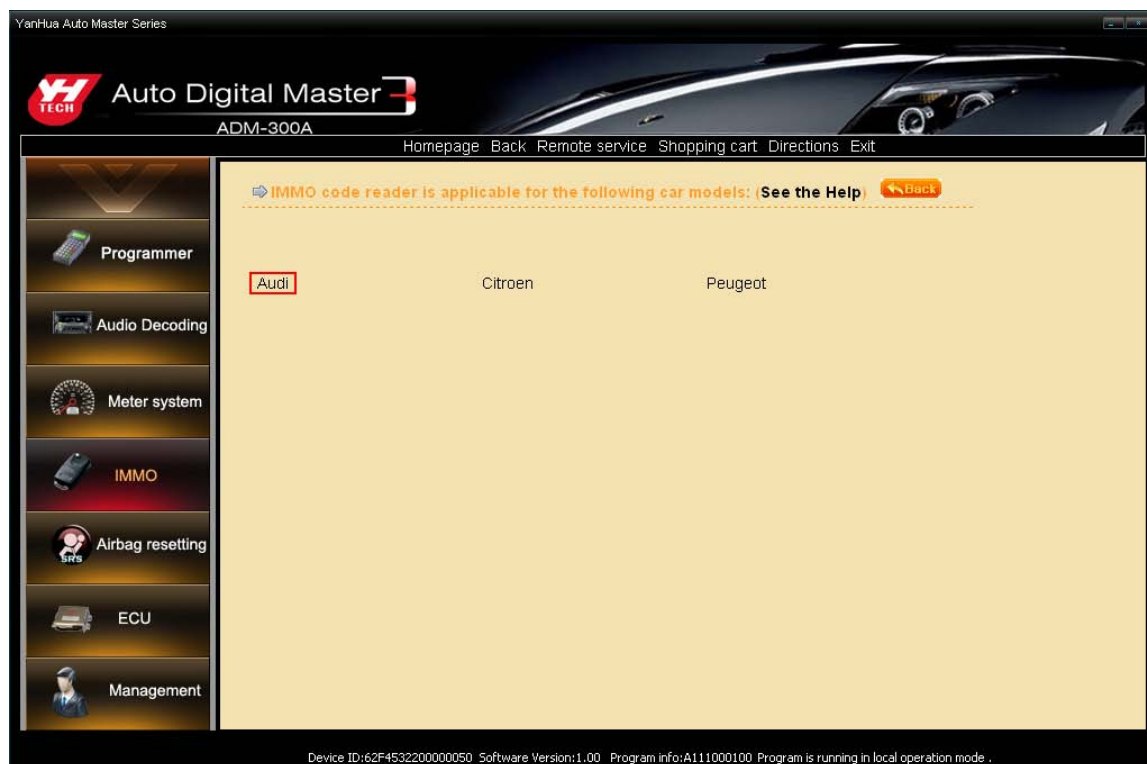 YanHua Auto Master Series
YH
TECH
Auto Digital Master 3
ADM-300A
Homepage Back Remote service Shopping cart Directions Exit
IMMO code reader is applicable for the following car models: (See the Help) Back
Programmer
Audi Citroen Peugeot
Audio Decoding
Meter system
IMMO
SRS
Airbag resetting
ECU
Management
Device ID:62F4532200000050 Software Version:1.00 Program info:A111000100 Program is running in local operation mode .